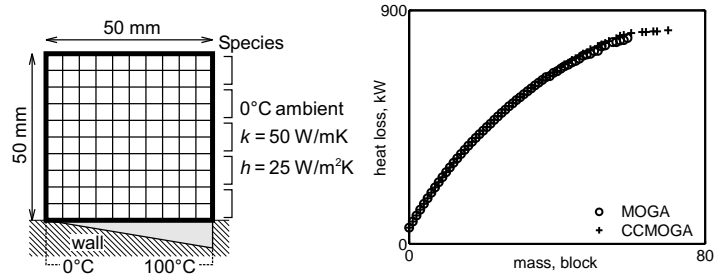 50 mm
Species
50 mm
0°C ambient
k = 50 W/mK
h = 25 W/m²K
wall
0°C
100°C
900
heat loss, kW
MOGA
CCMOGA
0
mass, block
80